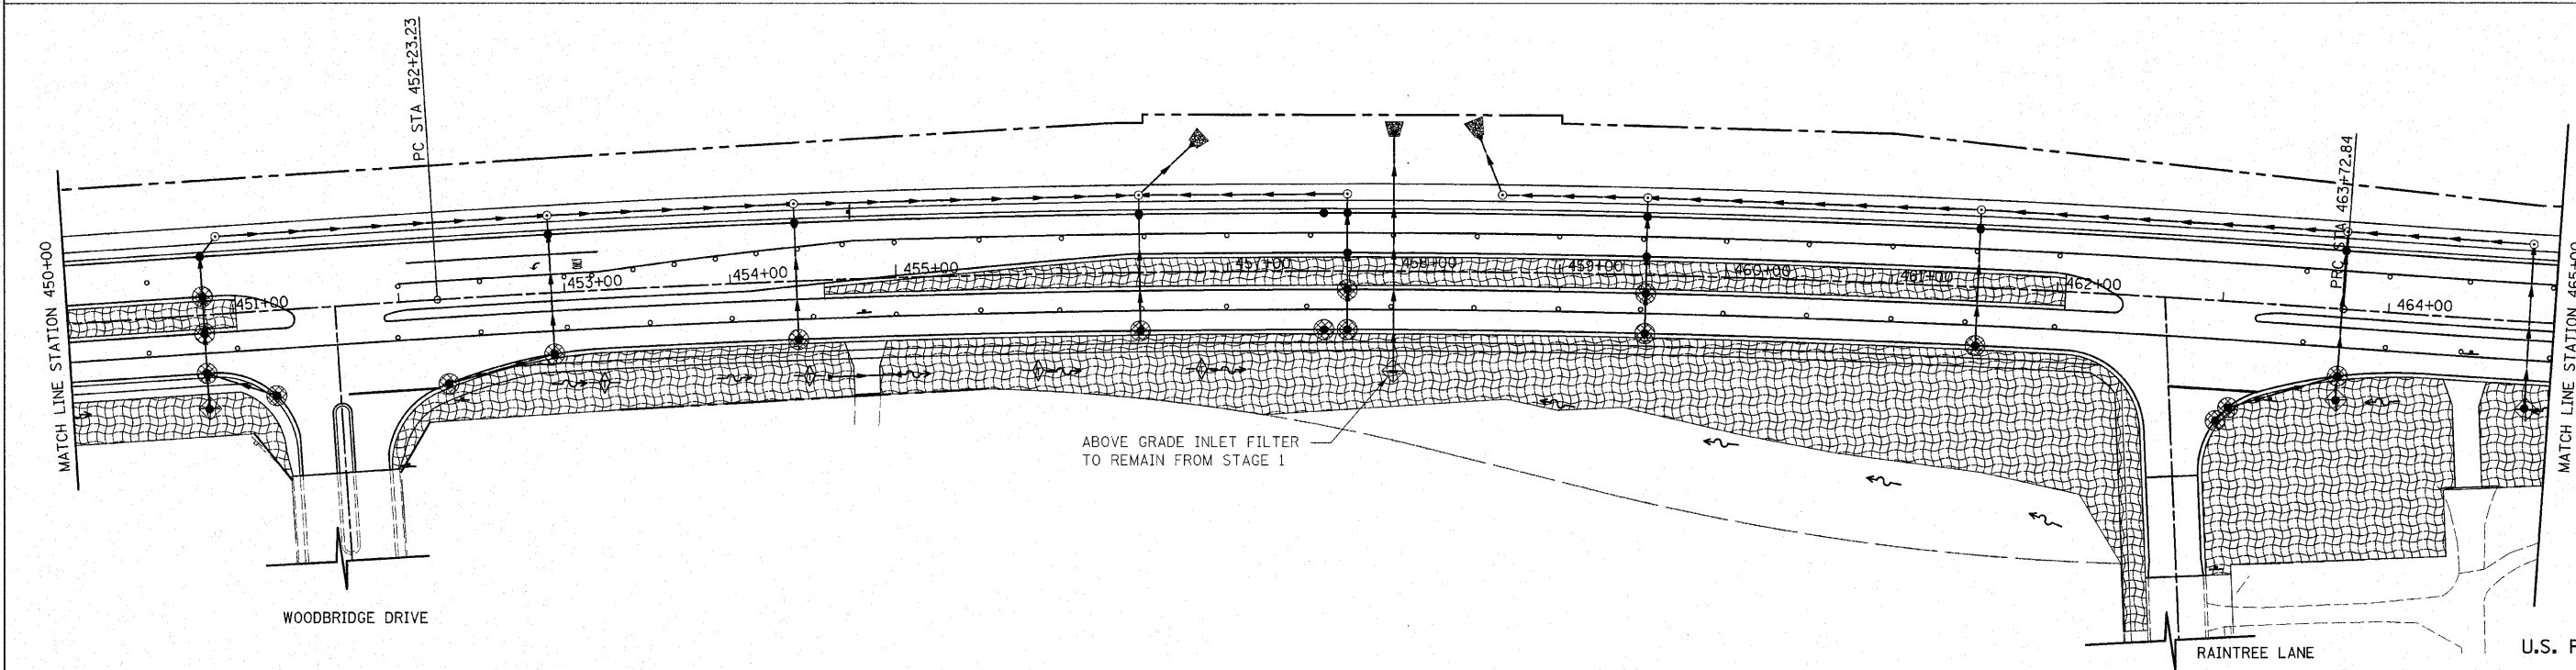 PC STA 452+23.23
MATCH LINE STATION 450+00
451+00
453+00
454+00
455+00
457+00
458+00
459+00
460+00
461+00
462+00
PRC STA 463+72.84
464+00
MATCH LINE STATION 465+00
ABOVE GRADE INLET FILTER
TO REMAIN FROM STAGE 1
WOODBRIDGE DRIVE
RAINTREE LANE
U.S.